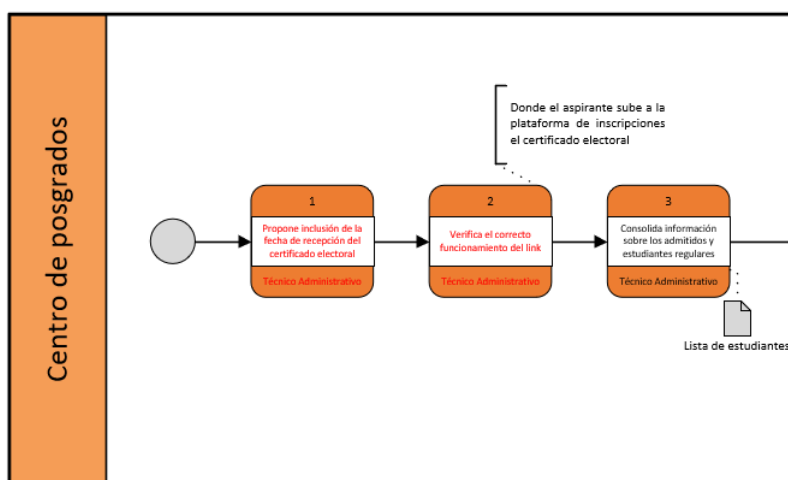 Centro de posgrados
Donde el aspirante sube a la
plataforma de inscripciones
el certificado electoral
1
Propone inclusión de la
fecha de recepción del
certificado electoral
Técnico Administrativo
2
Verifica el correcto
funcionamiento del link
Técnico Administrativo
3
Consolida información
sobre los admitidos y
estudiantes regulares
Técnico Administrativo
Lista de estudiantes